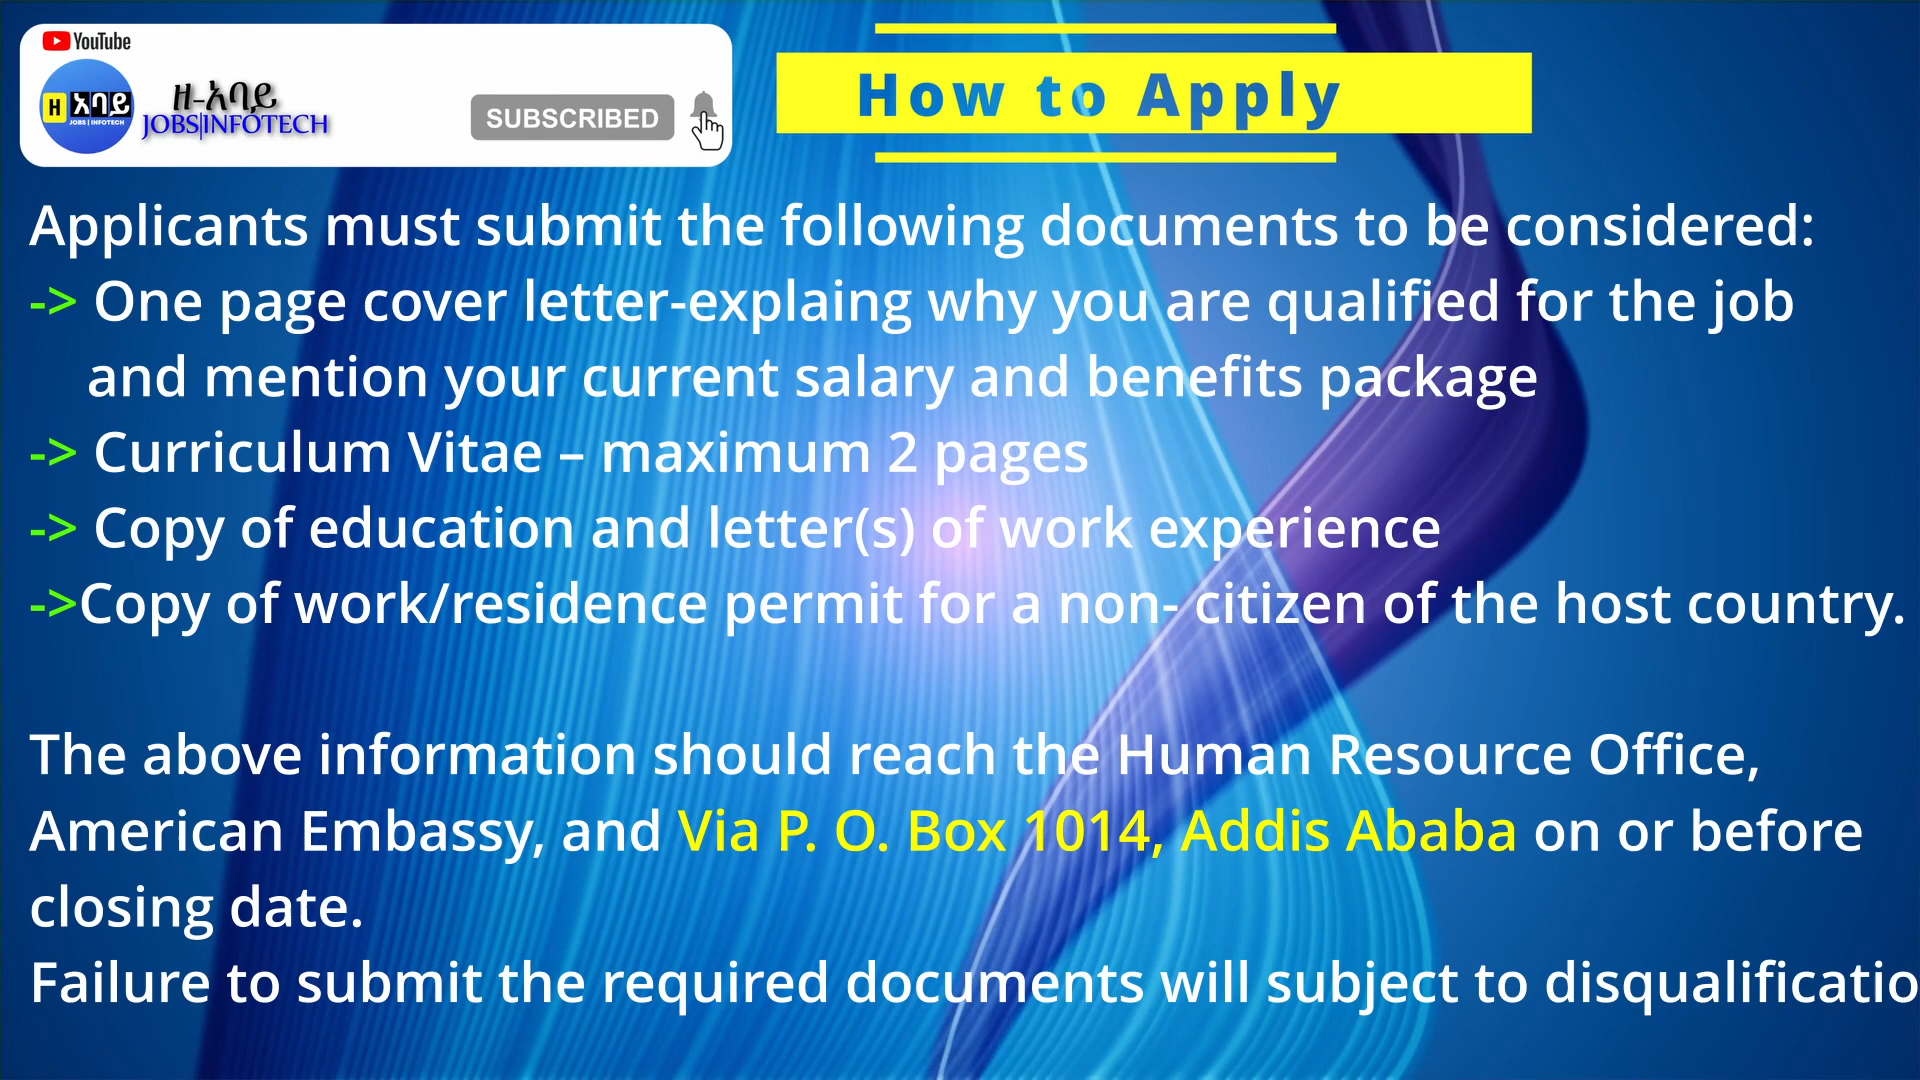 YouTube
ዘ አባይ
JOBS | INFOTECH
ዘ-አባይ
JOBS|INFOTECH
SUBSCRIBED
How to Apply
Applicants must submit the following documents to be considered:
-> One page cover letter-explaing why you are qualified for the job
and mention your current salary and benefits package
-> Curriculum Vitae – maximum 2 pages
-> Copy of education and letter(s) of work experience
->Copy of work/residence permit for a non- citizen of the host country.
The above information should reach the Human Resource Office,
American Embassy, and Via P. O. Box 1014, Addis Ababa on or before
closing date.
Failure to submit the required documents will subject to disqualificatio